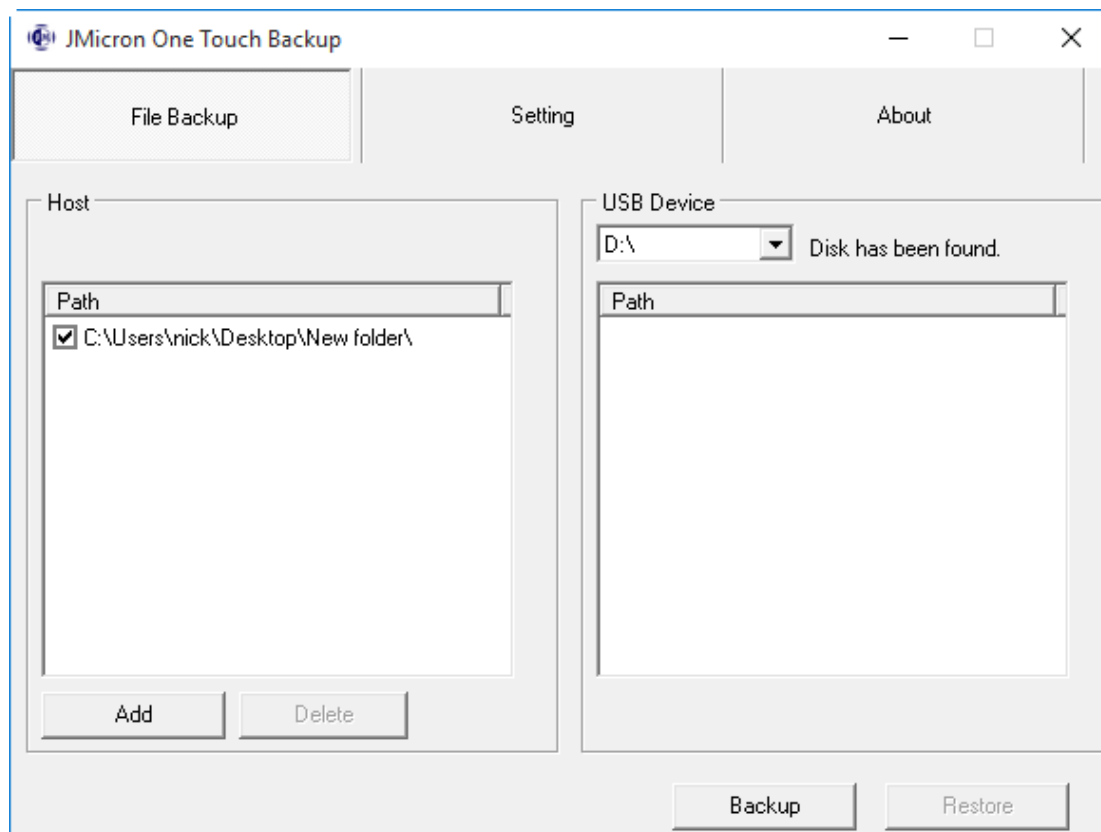 JMicron One Touch Backup
File Backup
Setting
About
Host
Path
C:\Users\nick\Desktop\New folder\
Add
Delete
USB Device
D:\
Disk has been found.
Path
Backup
Restore